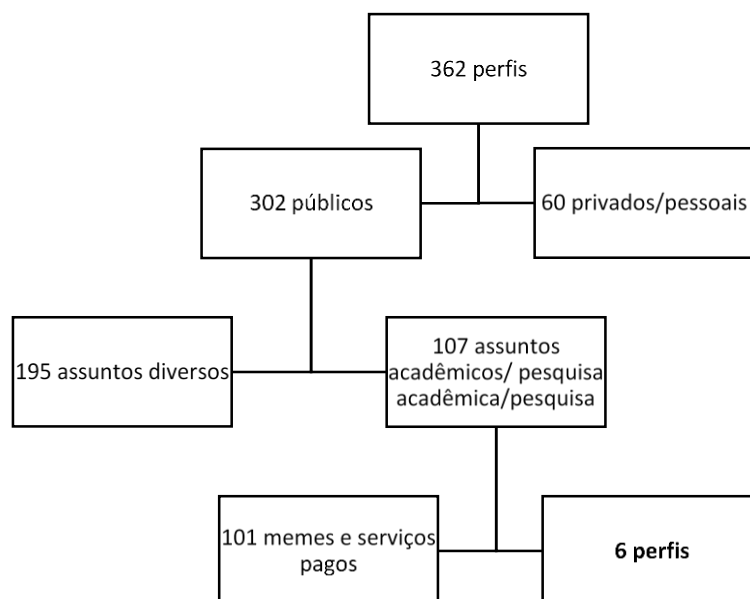 362 perfis
302 públicos
60 privados/pessoais
195 assuntos diversos
107 assuntos
acadêmicos/ pesquisa
acadêmica/pesquisa
101 memes e serviços
pagos
6 perfis